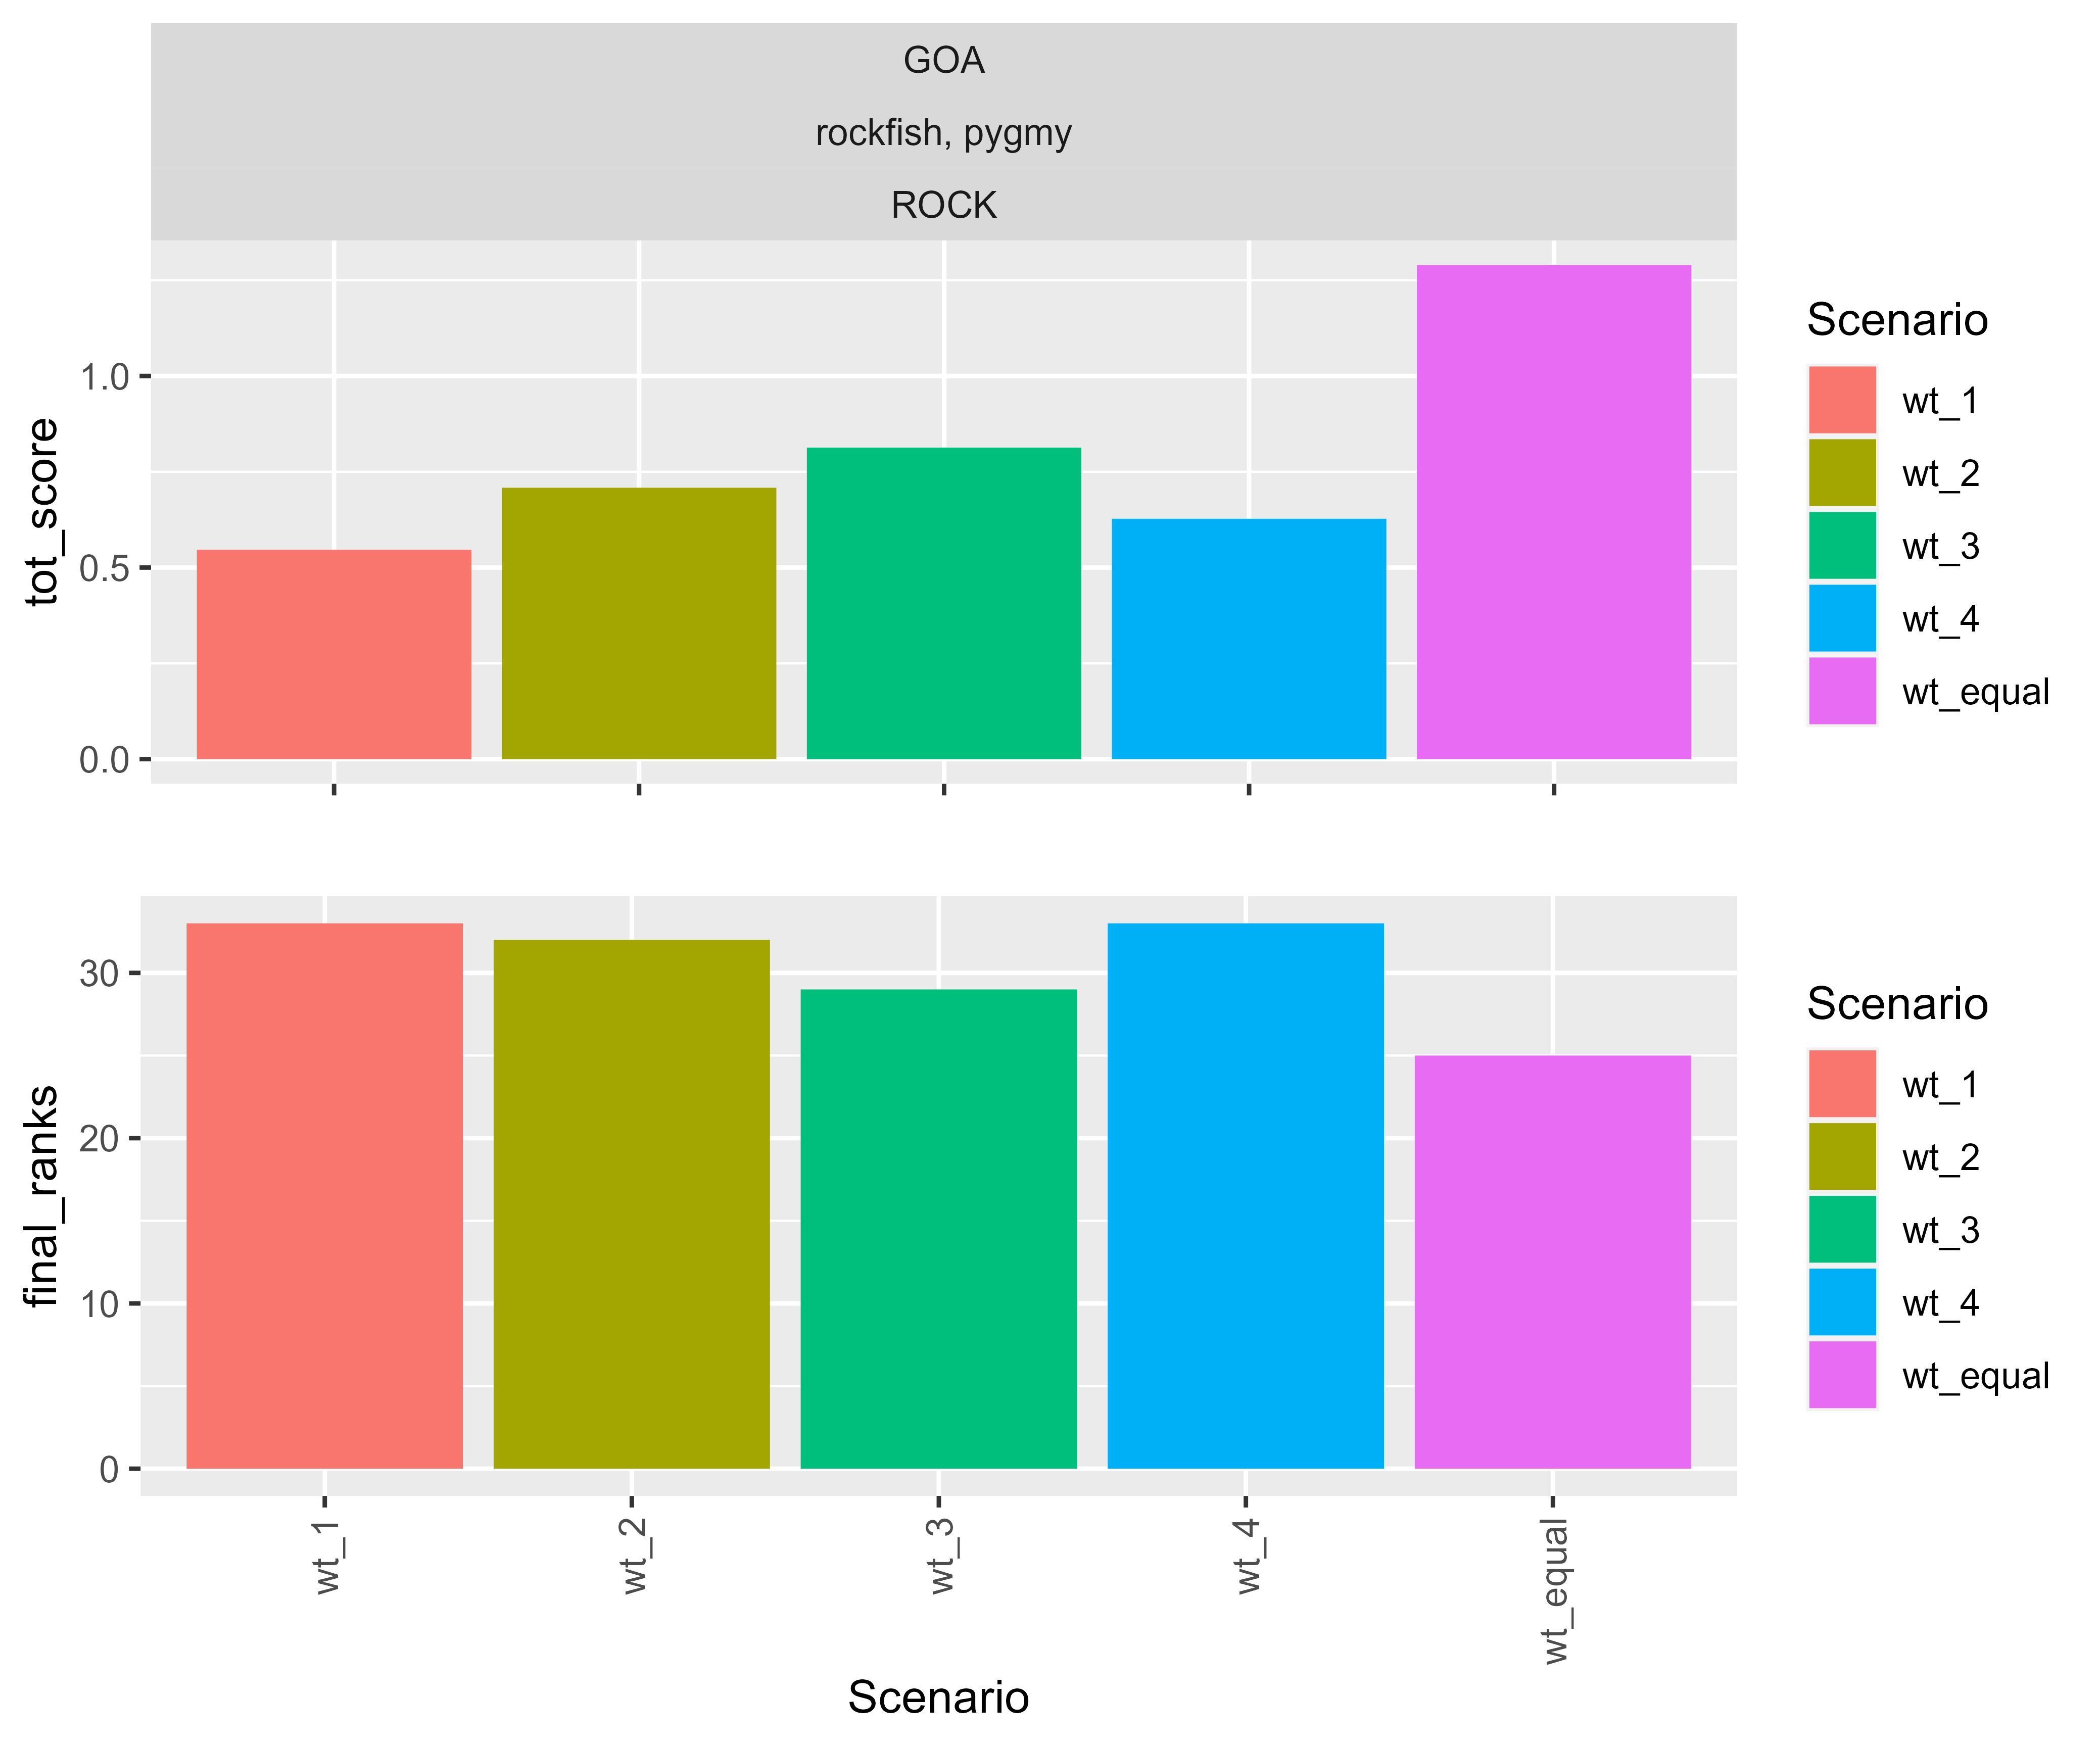 GOA
rockfish, pygmy
ROCK
tot_score
1.0
0.5
0.0
Scenario
wt_1
wt_2
wt_3
wt_4
wt_equal
final_ranks
30
20
10
0
wt_1
wt_2
wt_3
wt_4
wt_equal
Scenario
Scenario
wt_1
wt_2
wt_3
wt_4
wt_equal